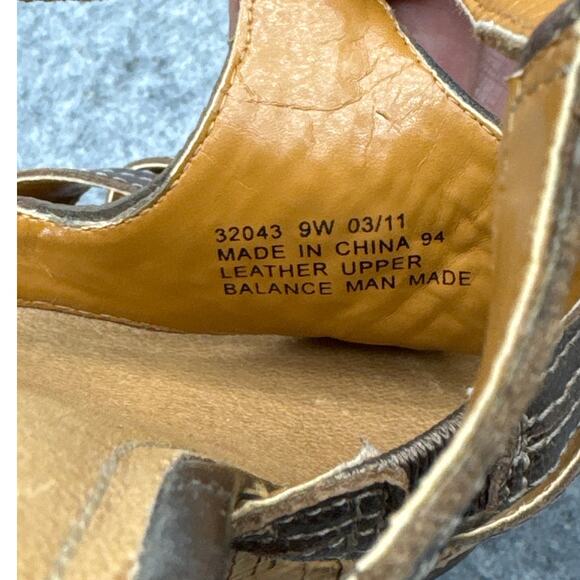 32043 9W 03/11
MADE IN CHINA 94
LEATHER UPPER
BALANCE MAN MADE